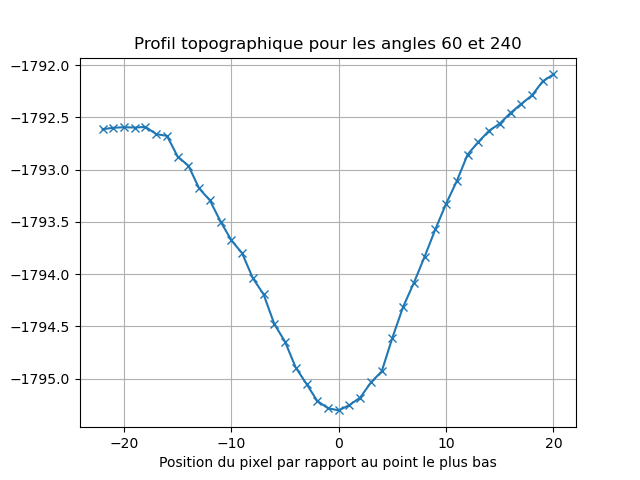 Profil topographique pour les angles 60 et 240
−1792.0
−1792.5
−1793.0
−1793.5
−1794.0
−1794.5
−1795.0
−20 −10 0 10 20
Position du pixel par rapport au point le plus bas